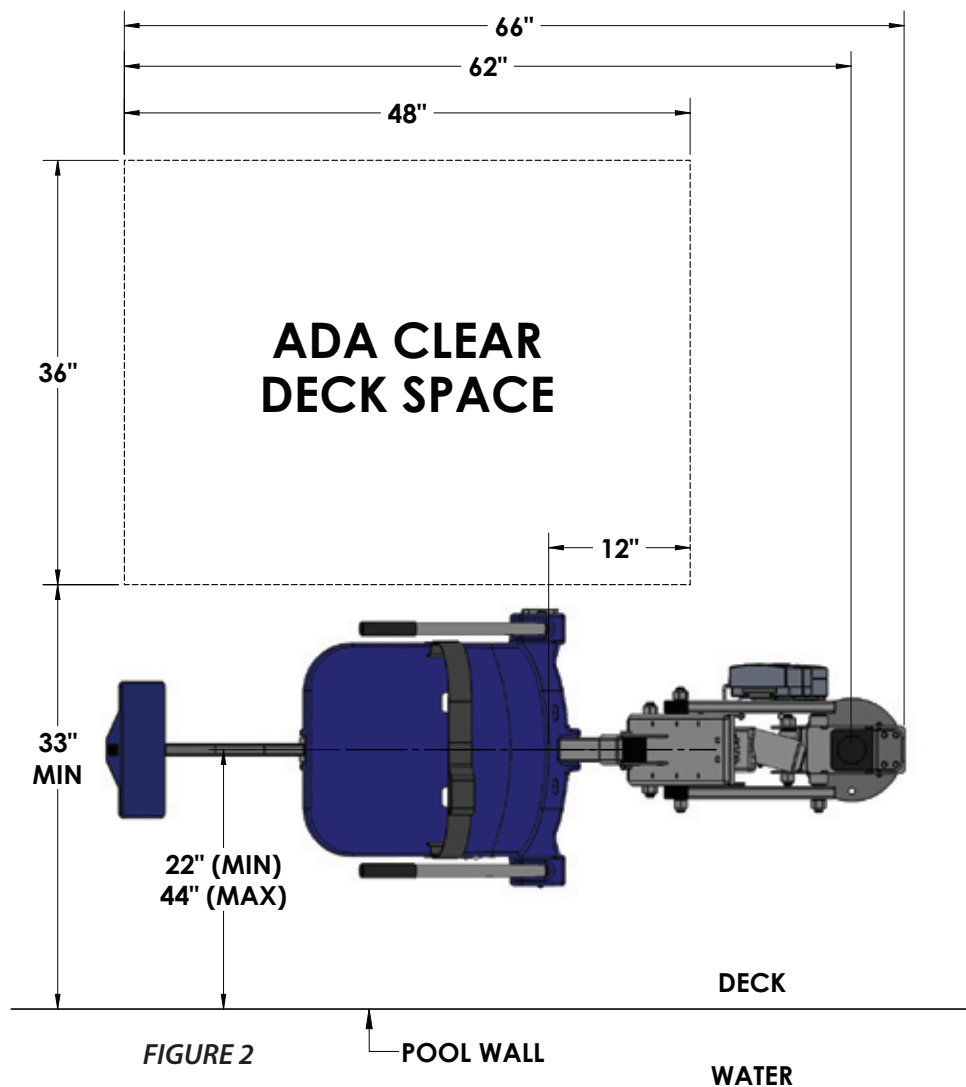 66"
62"
48"
36"
ADA CLEAR
DECK SPACE
12"
33"
MIN
22" (MIN)
44" (MAX)
DECK
FIGURE 2
POOL WALL
WATER